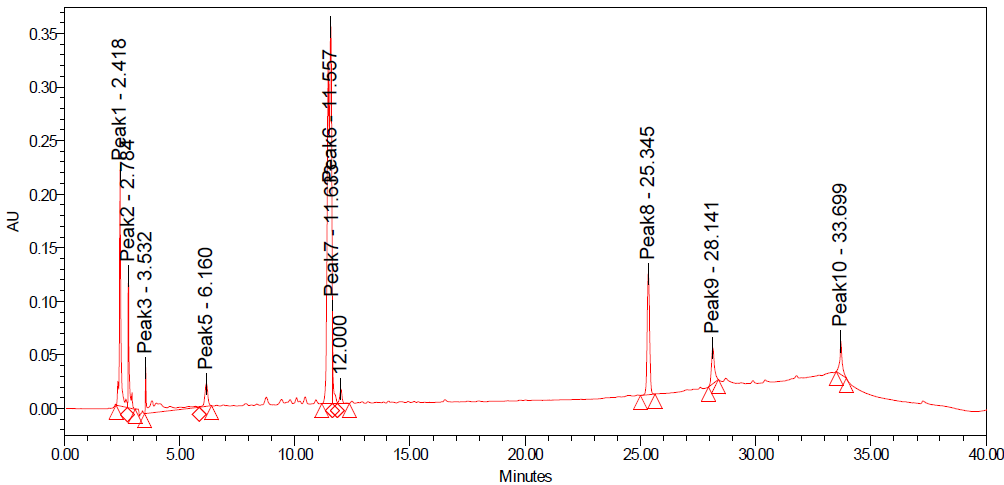 0.35
0.30
0.25
0.20
0.15
0.10
0.05
0.00
AU
Peak1 - 2.418
Peak2 - 2.784
Peak3 - 3.532
Peak5 - 6.160
Peak6 - 11.557
Peak7 - 11.633
12.000
Peak8 - 25.345
Peak9 - 28.141
Peak10 - 33.699
0.00 5.00 10.00 15.00 20.00 25.00 30.00 35.00 40.00
Minutes